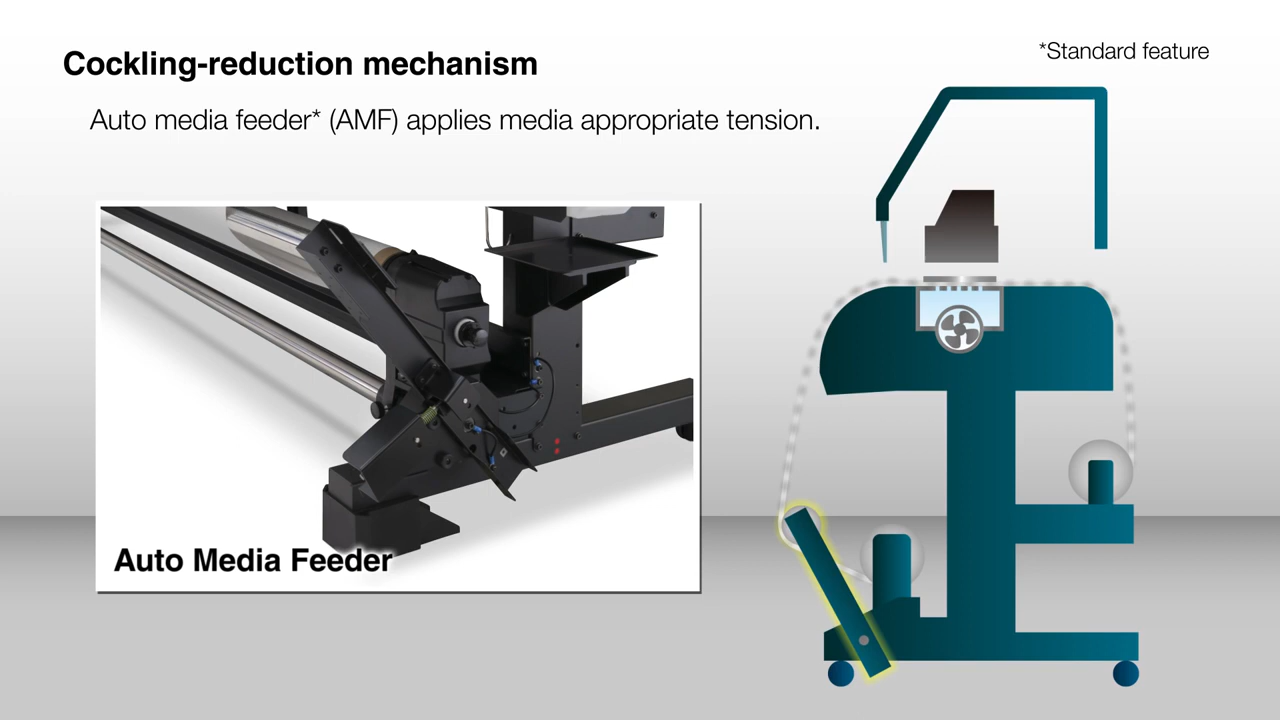 Cockling-reduction mechanism
*Standard feature
Auto media feeder* (AMF) applies media appropriate tension.
Auto Media Feeder